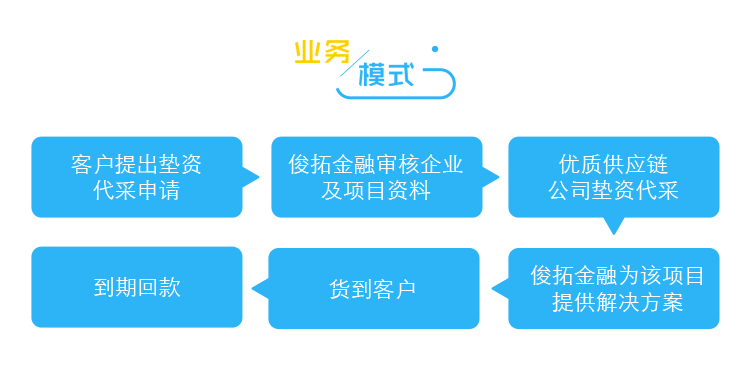 业务
模式
客户提出垫资
代采申请
俊拓金融审核企业
及项目资料
优质供应链
公司垫资代采
俊拓金融为该项目
提供解决方案
货到客户
到期回款